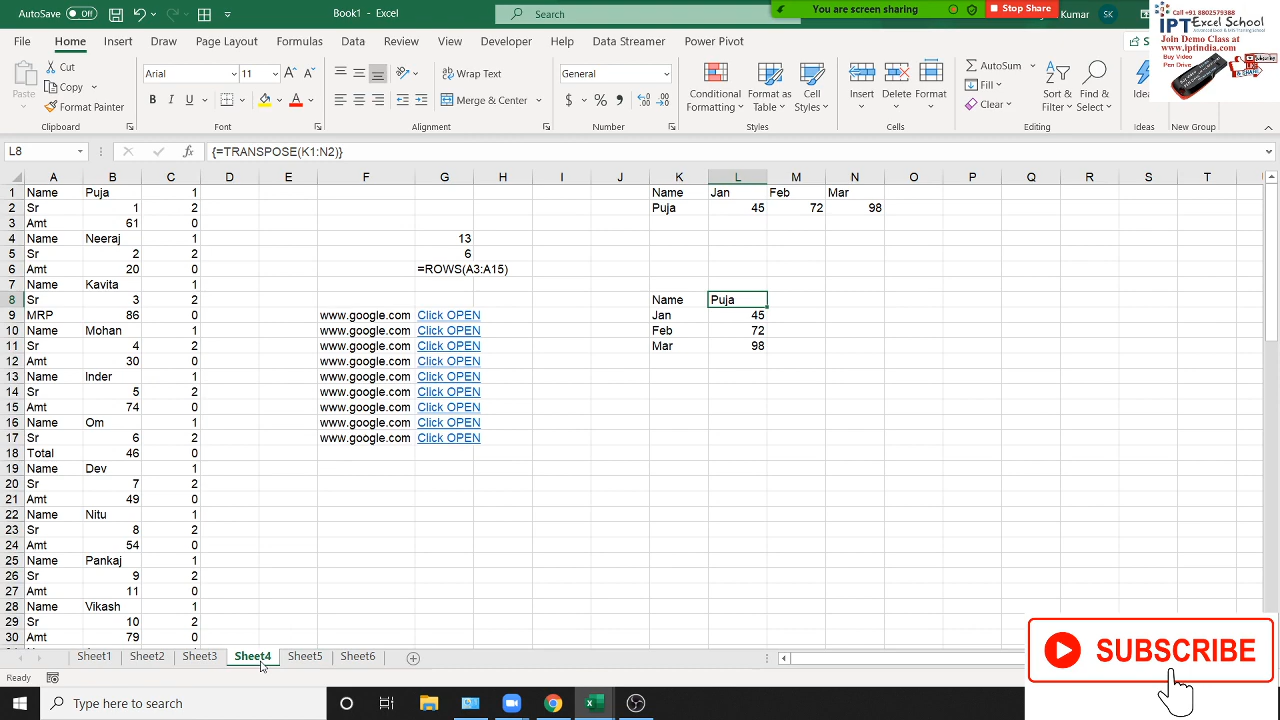 AutoSave Off Book1 - Excel Search You are screen sharing Stop Share Kumar SK
Call +91 8802579388
IPT Excel School
Advanced Excel & VBA Training School
Join Demo Class at
www.iptindia.com
Buy Video
Pen Drive
File Home Insert Draw Page Layout Formulas Data Review View Developer Help Data Streamer Power Pivot
Paste Cut Copy Format Painter Clipboard
Arial 11 B I U A Font
Wrap Text Merge & Center Alignment
General $ % Number
Conditional Formatting Format as Table Cell Styles Styles
Insert Delete Format Cells
AutoSum Fill Clear Sort & Filter Find & Select Editing
Ideas Ideas New Group
L8 fx {=TRANSPOSE(K1:N2)}
A B C D E F G H I J K L M N O P Q R S T
1 Name Puja 1 Name Jan Feb Mar
2 Sr 1 2 Puja 45 72 98
3 Amt 61 0
4 Name Neeraj 1 13
5 Sr 2 2 6
6 Amt 20 0 =ROWS(A3:A15)
7 Name Kavita 1
8 Sr 3 2 Name Puja
9 MRP 86 0 www.google.com Click OPEN Jan 45
10 Name Mohan 1 www.google.com Click OPEN Feb 72
11 Sr 4 2 www.google.com Click OPEN Mar 98
12 Amt 30 0 www.google.com Click OPEN
13 Name Inder 1 www.google.com Click OPEN
14 Sr 5 2 www.google.com Click OPEN
15 Amt 74 0 www.google.com Click OPEN
16 Name Om 1 www.google.com Click OPEN
17 Sr 6 2 www.google.com Click OPEN
18 Total 46 0
19 Name Dev 1
20 Sr 7 2
21 Amt 49 0
22 Name Nitu 1
23 Sr 8 2
24 Amt 54 0
25 Name Pankaj 1
26 Sr 9 2
27 Amt 27 0
28 Name Vikash 1
29 Sr 10 2
30 Amt 79 0
SUBSCRIBE
Sheet1 Sheet2 Sheet3 Sheet4 Sheet5 Sheet6
Ready
Type here to search